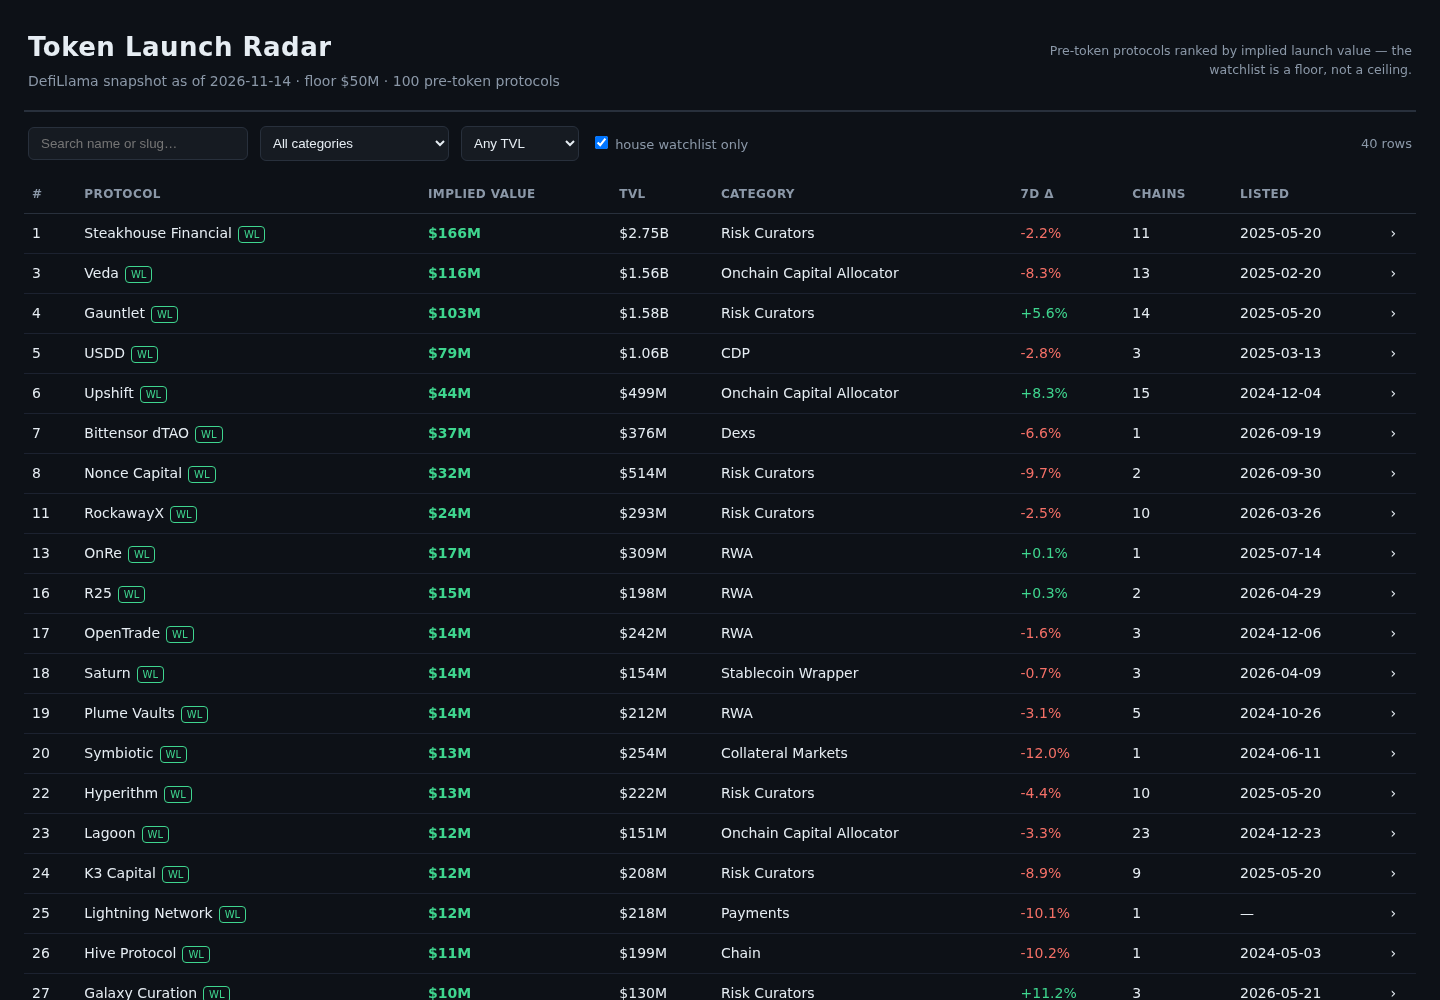 Token Launch Radar
DefiLlama snapshot as of 2026-11-14 · floor $50M · 100 pre-token protocols
Pre-token protocols ranked by implied launch value — the
watchlist is a floor, not a ceiling.
Search name or slug… All categories Any TVL house watchlist only 40 rows
# PROTOCOL IMPLIED VALUE TVL CATEGORY 7D Δ CHAINS LISTED
1 Steakhouse Financial WL $166M $2.75B Risk Curators -2.2% 11 2025-05-20 ›
3 Veda WL $116M $1.56B Onchain Capital Allocator -8.3% 13 2025-02-20 ›
4 Gauntlet WL $103M $1.58B Risk Curators +5.6% 14 2025-05-20 ›
5 USDD WL $79M $1.06B CDP -2.8% 3 2025-03-13 ›
6 Upshift WL $44M $499M Onchain Capital Allocator +8.3% 15 2024-12-04 ›
7 Bittensor dTAO WL $37M $376M Dexs -6.6% 1 2026-09-19 ›
8 Nonce Capital WL $32M $514M Risk Curators -9.7% 2 2026-09-30 ›
11 RockawayX WL $24M $293M Risk Curators -2.5% 10 2026-03-26 ›
13 OnRe WL $17M $309M RWA +0.1% 1 2025-07-14 ›
16 R25 WL $15M $198M RWA +0.3% 2 2026-04-29 ›
17 OpenTrade WL $14M $242M RWA -1.6% 3 2024-12-06 ›
18 Saturn WL $14M $154M Stablecoin Wrapper -0.7% 3 2026-04-09 ›
19 Plume Vaults WL $14M $212M RWA -3.1% 5 2024-10-26 ›
20 Symbiotic WL $13M $254M Collateral Markets -12.0% 1 2024-06-11 ›
22 Hyperithm WL $13M $222M Risk Curators -4.4% 10 2025-05-20 ›
23 Lagoon WL $12M $151M Onchain Capital Allocator -3.3% 23 2024-12-23 ›
24 K3 Capital WL $12M $208M Risk Curators -8.9% 9 2025-05-20 ›
25 Lightning Network WL $12M $218M Payments -10.1% 1 — ›
26 Hive Protocol WL $11M $199M Chain -10.2% 1 2024-05-03 ›
27 Galaxy Curation WL $10M $130M Risk Curators +11.2% 3 2026-05-21 ›